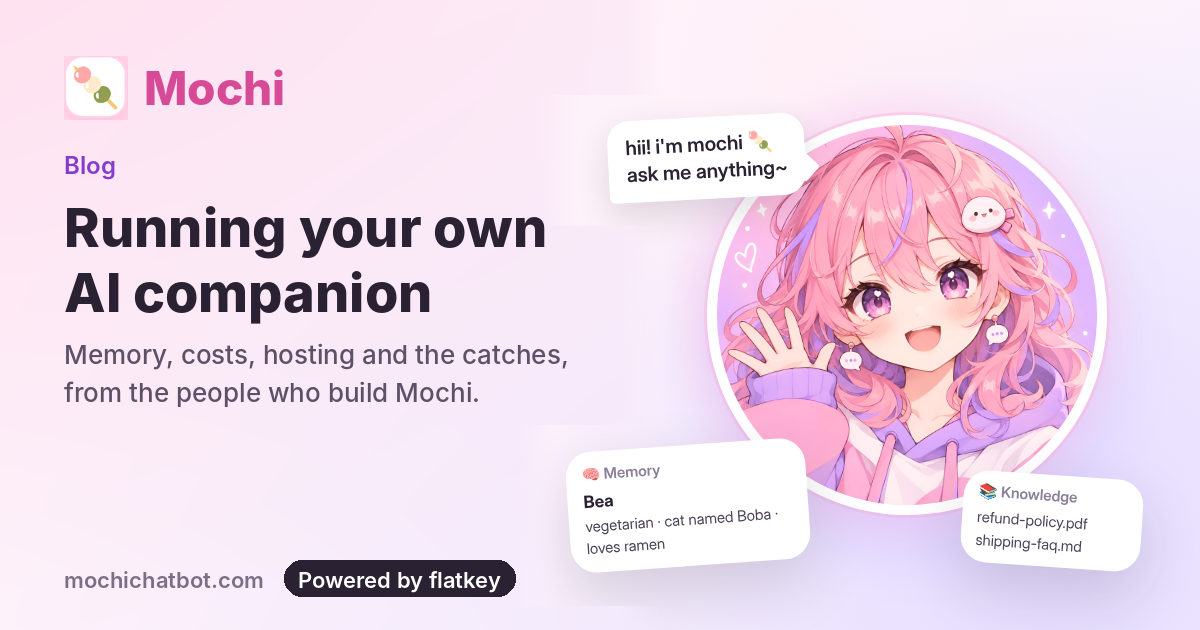 Mochi
Blog
Running your own
AI companion
Memory, costs, hosting and the catches,
from the people who build Mochi.
mochichatbot.com
Powered by flatkey
hii! i'm mochi 🍡
ask me anything~
🧠 Memory
Bea
vegetarian · cat named Boba ·
loves ramen
📚 Knowledge
refund-policy.pdf
shipping-faq.md